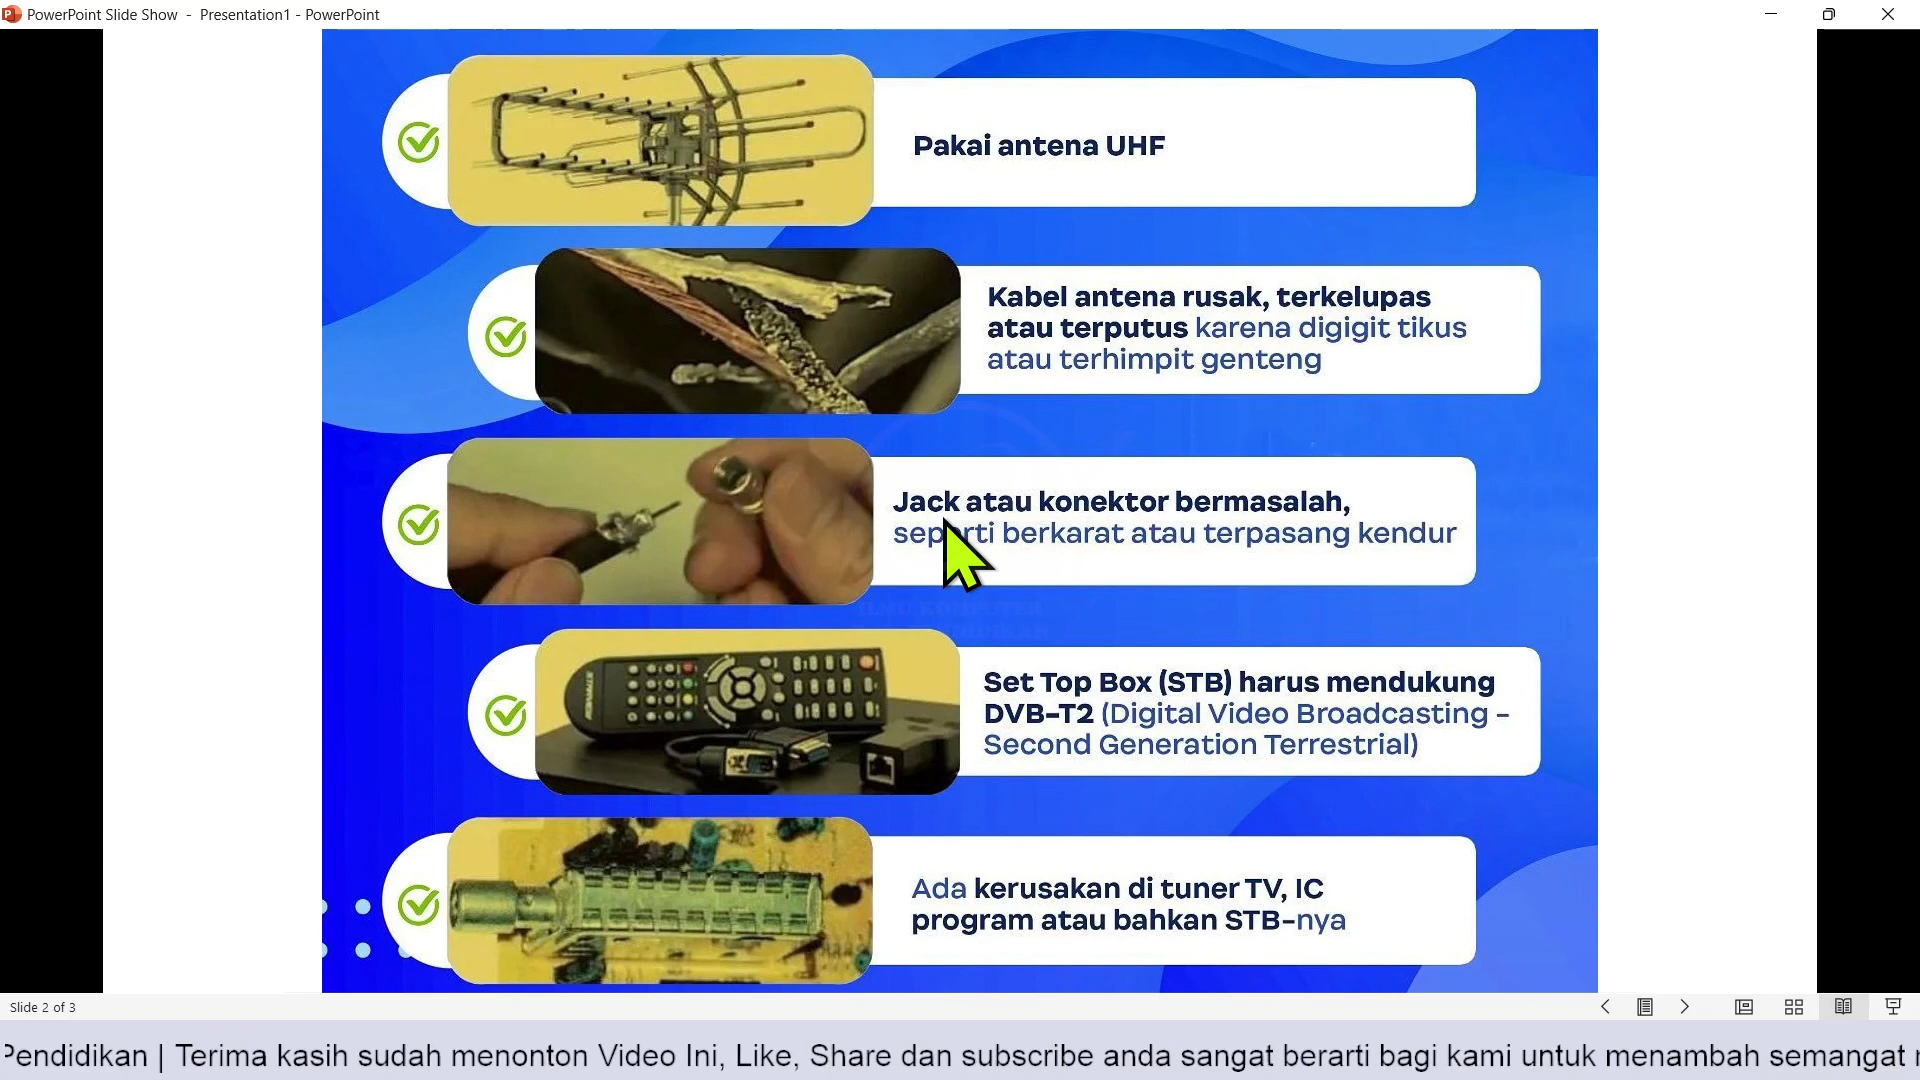 PowerPoint Slide Show - Presentation1 - PowerPoint
Pakai antena UHF
Kabel antena rusak, terkelupas
atau terputus karena digigit tikus
atau terhimpit genteng
Jack atau konektor bermasalah,
seperti berkarat atau terpasang kendur
ILMU KOMPUTER
PENDIDIKAN
Set Top Box (STB) harus mendukung
DVB-T2 (Digital Video Broadcasting -
Second Generation Terrestrial)
Ada kerusakan di tuner TV, IC
program atau bahkan STB-nya
Slide 2 of 3
Pendidikan | Terima kasih sudah menonton Video Ini, Like, Share dan subscribe anda sangat berarti bagi kami untuk menambah semangat